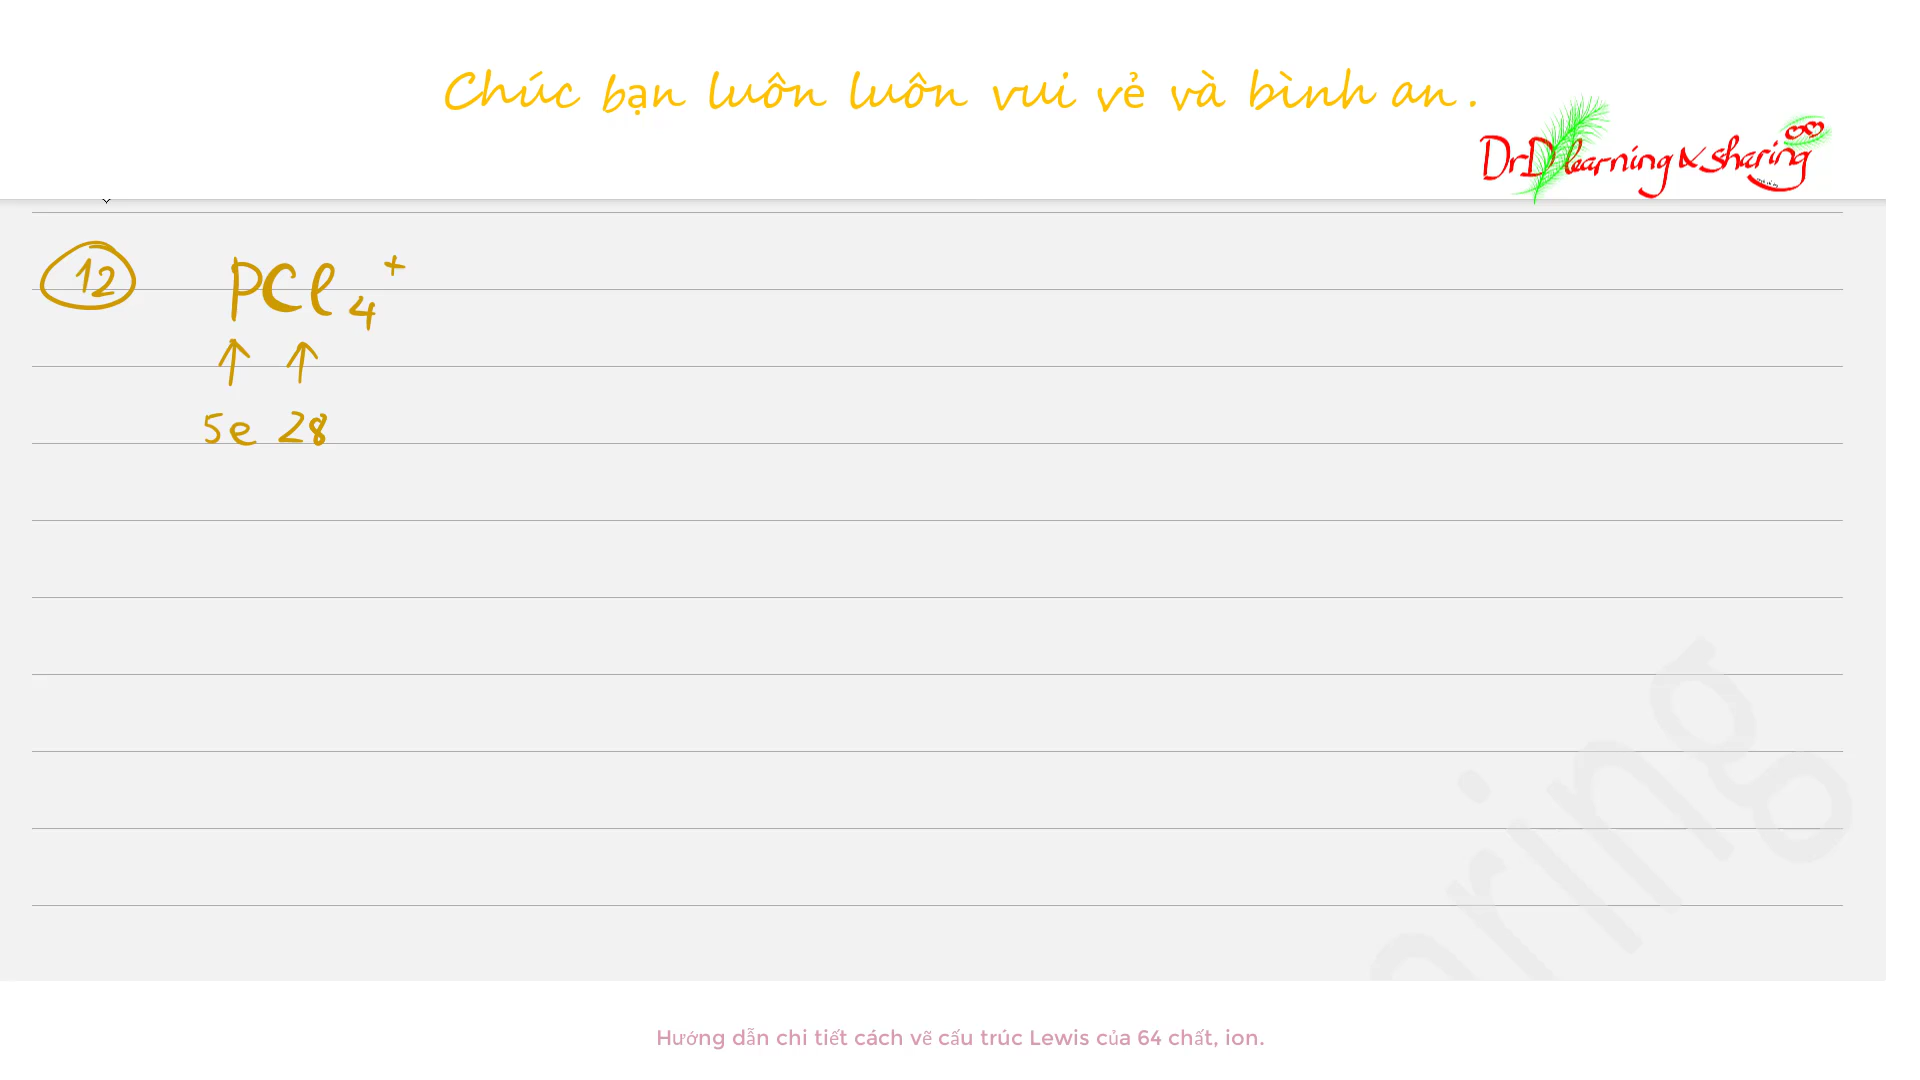 Chúc bạn luôn luôn vui vẻ và bình an.
DrD learning & sharing
12 PCl4+
↑ ↑
5e 28
ring
Hướng dẫn chi tiết cách vẽ cấu trúc Lewis của 64 chất, ion.